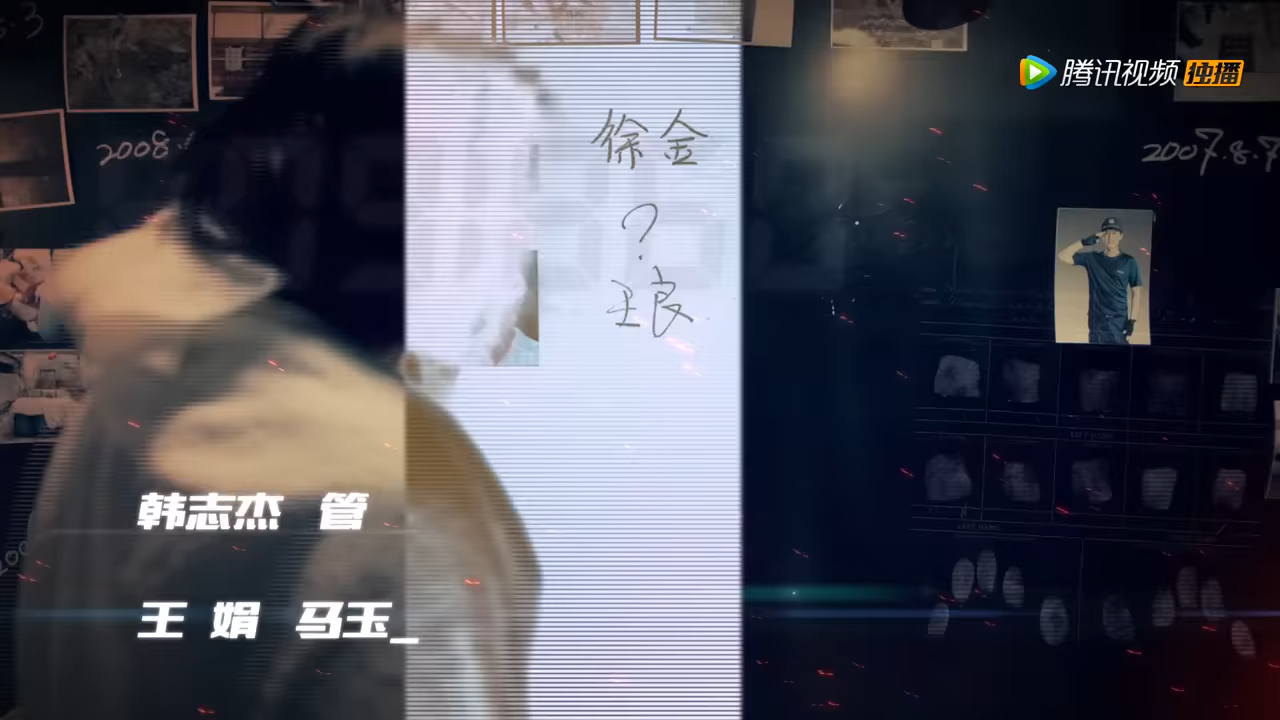 腾讯视频 独播
2008.
2007.8.7
徐金
?
王良
韩志杰 管
王 娟 马玉_